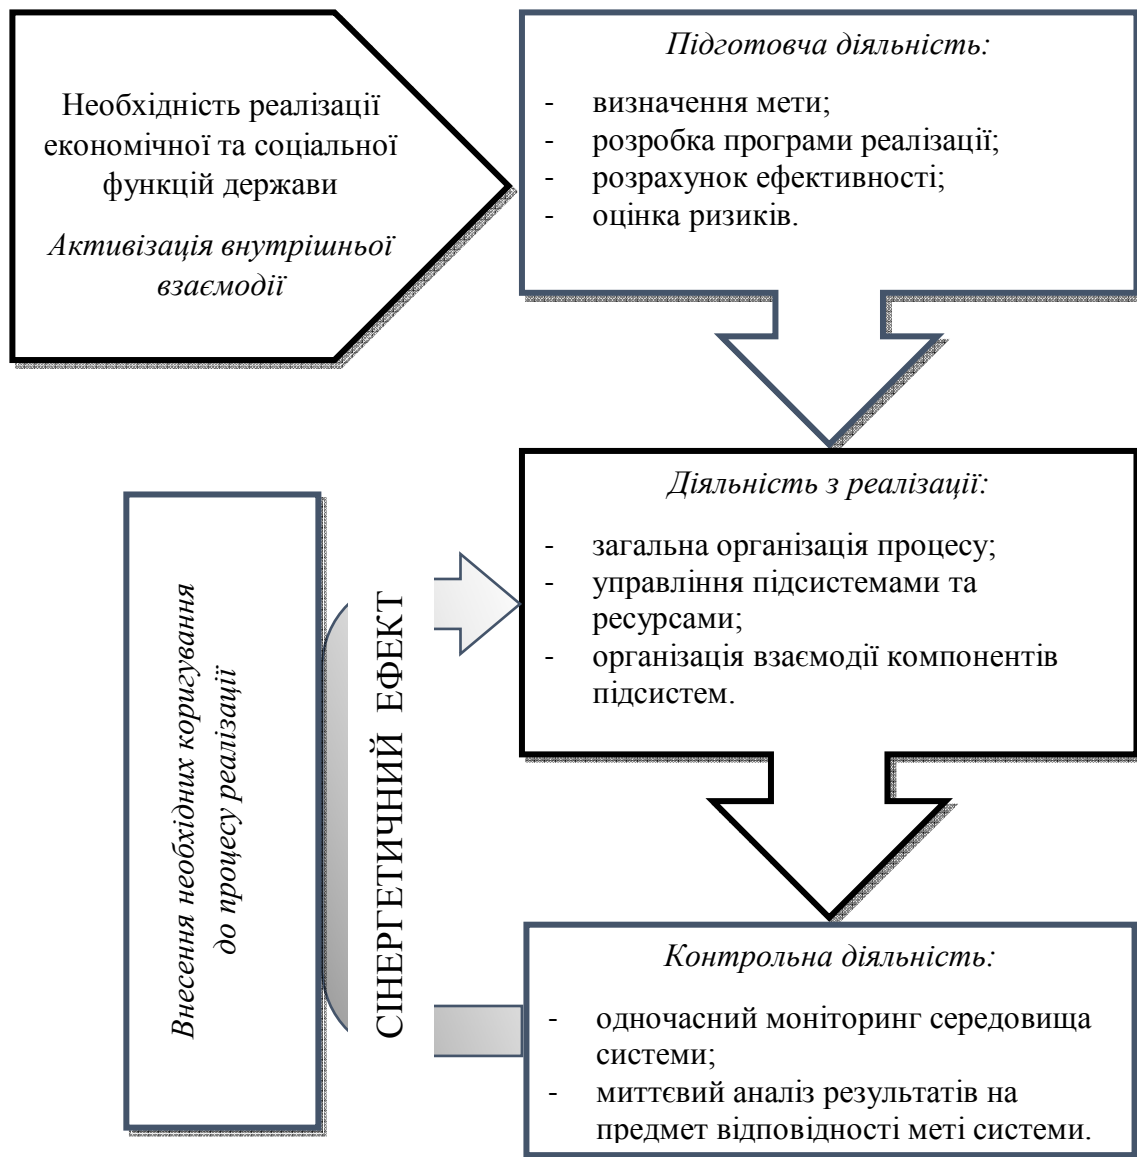 Необхідність реалізації
економічної та соціальної
функцій держави
Активізація внутрішньої
взаємодії
Підготовча діяльність:
- визначення мети;
- розробка програми реалізації;
- розрахунок ефективності;
- оцінка ризиків.
Діяльність з реалізації:
- загальна організація процесу;
- управління підсистемами та
ресурсами;
- організація взаємодії компонентів
підсистем.
Внесення необхідних коригування
до процесу реалізації
СІНЕРГЕТИЧНИЙ ЕФЕКТ
Контрольна діяльність:
- одночасний моніторинг середовища
системи;
- миттєвий аналіз результатів на
предмет відповідності меті системи.